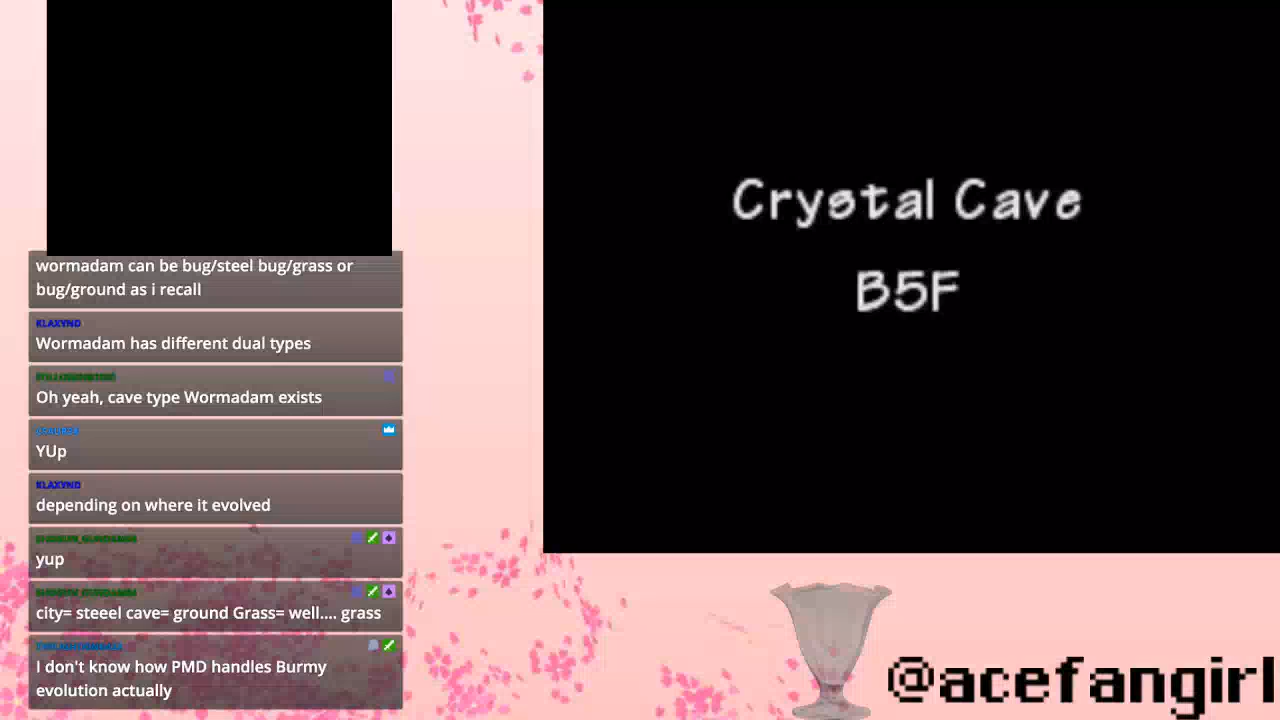 wormadam can be bug/steel bug/grass or
bug/ground as i recall
KLAXYND
Wormadam has different dual types
Oh yeah, cave type Wormadam exists
YUp
KLAXYND
depending on where it evolved
yup
city= steeel cave= ground Grass= well.... grass
I don't know how PMD handles Burmy
evolution actually
Crystal Cave
B5F
@acefangirl